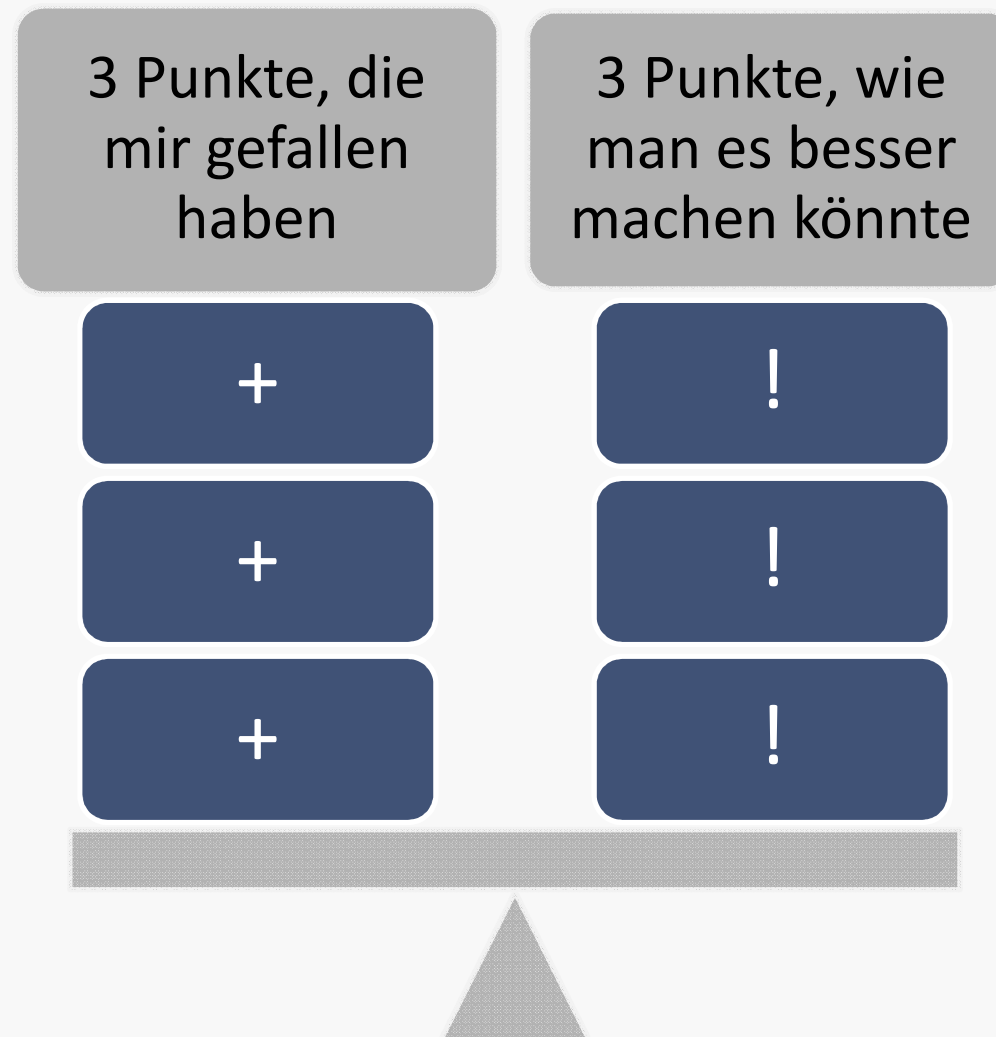 3 Punkte, die
mir gefallen
haben
3 Punkte, wie
man es besser
machen könnte
+
!
+
!
+
!